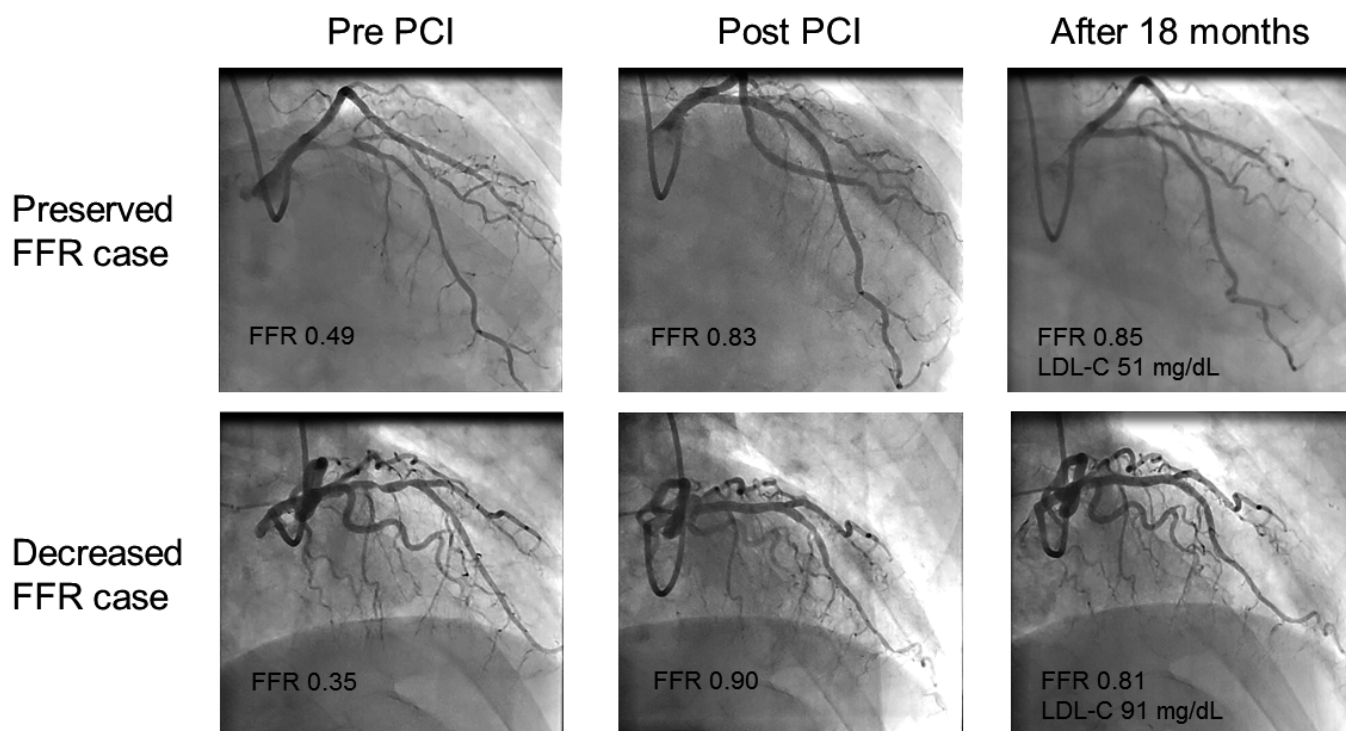 Pre PCI
Post PCI
After 18 months
Preserved
FFR case
FFR 0.49
FFR 0.83
FFR 0.85
LDL-C 51 mg/dL
Decreased
FFR case
FFR 0.35
FFR 0.90
FFR 0.81
LDL-C 91 mg/dL